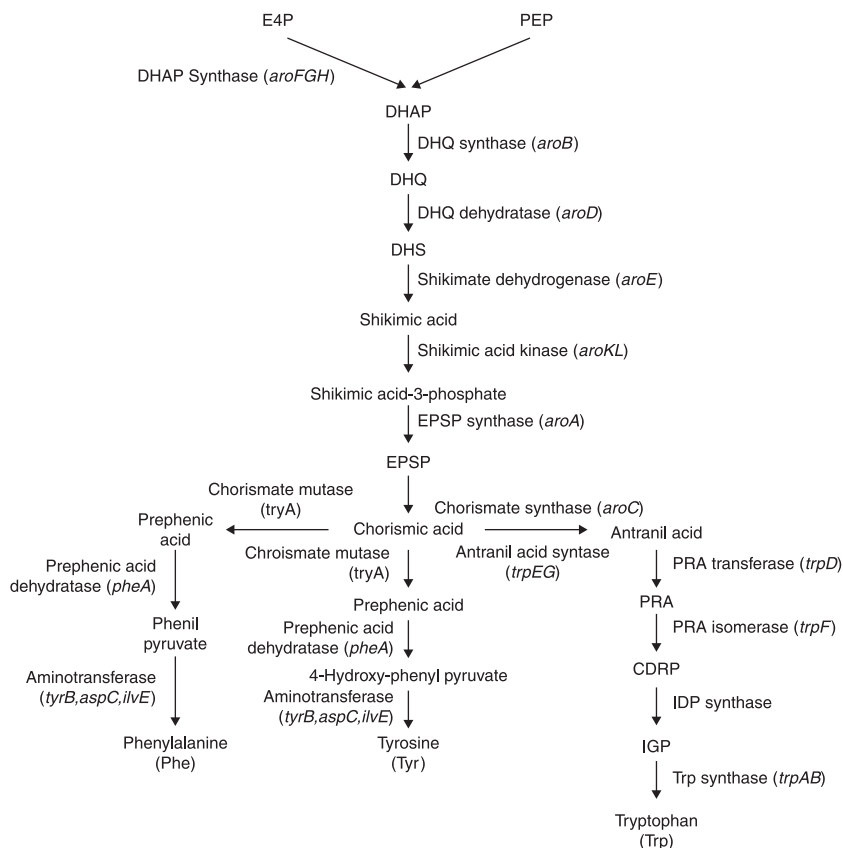 E4P
PEP
DHAP Synthase (aroFGH)
DHAP
DHQ synthase (aroB)
DHQ
DHQ dehydratase (aroD)
DHS
Shikimate dehydrogenase (aroE)
Shikimic acid
Shikimic acid kinase (aroKL)
Shikimic acid-3-phosphate
EPSP synthase (aroA)
EPSP
Chorismate mutase
(tryA)
Chorismate synthase (aroC)
Prephenic
acid
Chorismic acid
Antranil acid
Prephenic acid
dehydratase (pheA)
Chroismate mutase
(tryA)
Antranil acid syntase
(trpEG)
PRA transferase (trpD)
Phenil
pyruvate
Prephenic acid
PRA
Prephenic acid
dehydratase (pheA)
PRA isomerase (trpF)
Aminotransferase
(tyrB,aspC,ilvE)
4-Hydroxy-phenyl pyruvate
CDRP
Aminotransferase
(tyrB,aspC,ilvE)
IDP synthase
Phenylalanine
(Phe)
Tyrosine
(Tyr)
IGP
Trp synthase (trpAB)
Tryptophan
(Trp)